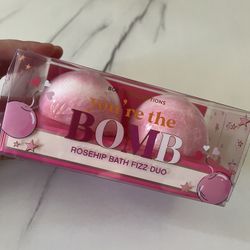 you're the
BOMB
ROSEHIP BATH FIZZ DUO